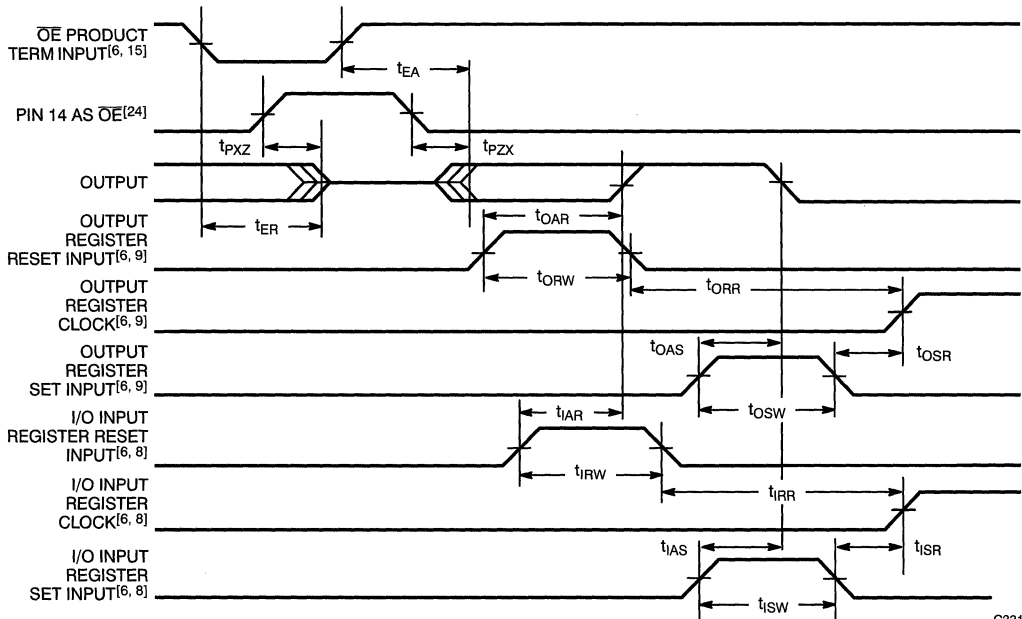 OE PRODUCT
TERM INPUT[6, 15]
tEA
PIN 14 AS OE[24]
tPXZ
tPZX
OUTPUT
tER
tOAR
OUTPUT
REGISTER
RESET INPUT[6, 9]
tORW
tORR
OUTPUT
REGISTER
CLOCK[6, 9]
tOAS
tOSR
OUTPUT
REGISTER
SET INPUT[6, 9]
tOSW
tIAR
I/O INPUT
REGISTER RESET
INPUT[6, 8]
tIRW
tIRR
I/O INPUT
REGISTER
CLOCK[6, 8]
tIAS
tISR
I/O INPUT
REGISTER
SET INPUT[6, 8]
tISW